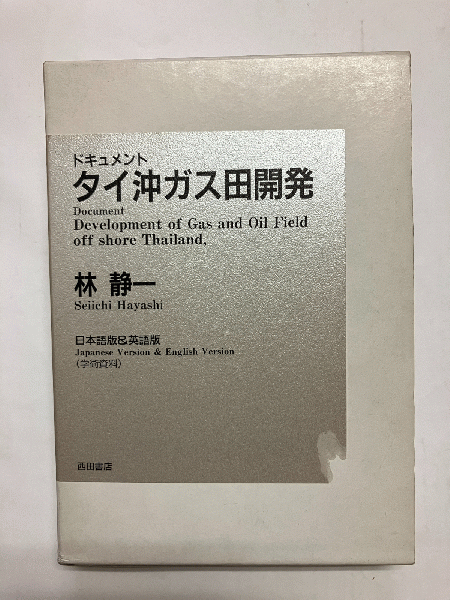 ドキュメント
タイ沖ガス田開発
Document
Development of Gas and Oil Field
off shore Thailand.
林 静一
Seiichi Hayashi
日本語版&英語版
Japanese Version & English Version
(学術資料)
西田書店